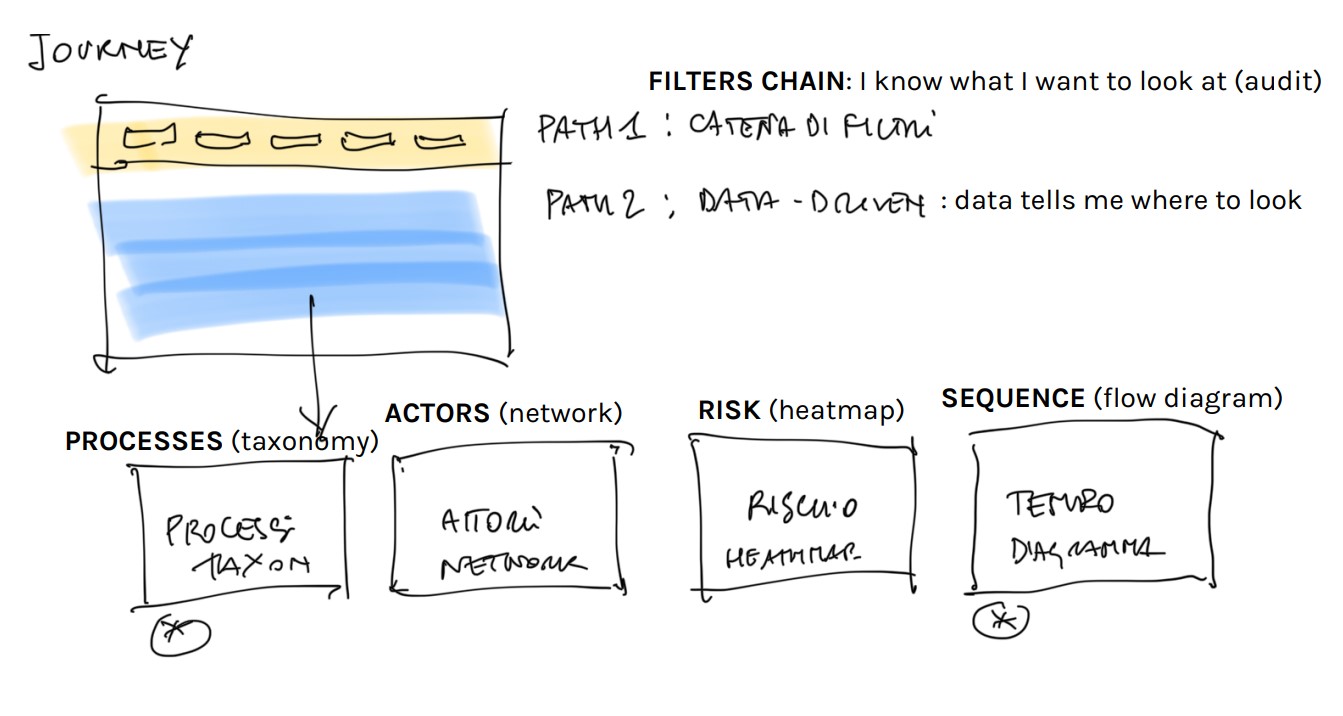 JOURNEY
FILTERS CHAIN: I know what I want to look at (audit)
PATH 1 : CATENA DI FILTRI
PATH 2 : DATA-DRIVEN : data tells me where to look
PROCESSES (taxonomy)
ACTORS (network)
RISK (heatmap)
SEQUENCE (flow diagram)
PROCESSI
TAXON
ATTORI
NETWORK
RISCHIO
HEATMAP
TEMPO
DIAGRAMMA
*
*